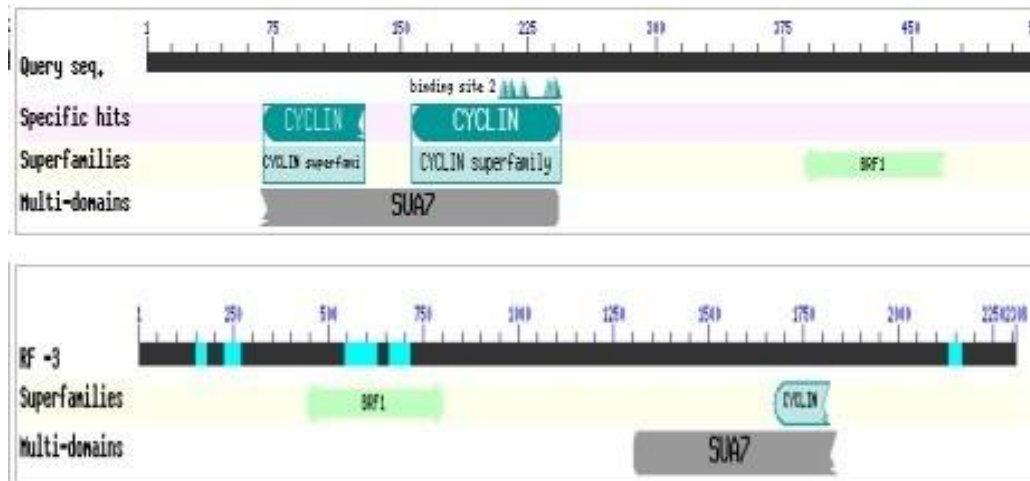 1 75 150 225 300 375 450
Query seq.
binding site 2
Specific hits CYCLIN CYCLIN
Superfamilies CYCLIN superfami CYCLIN superfamily BRF1
Multi-domains SUA7
1 250 500 750 1000 1250 1500 1750 2000 2250 2308
RF -3
Superfamilies BRF1 CYCLIN
Multi-domains SUA7